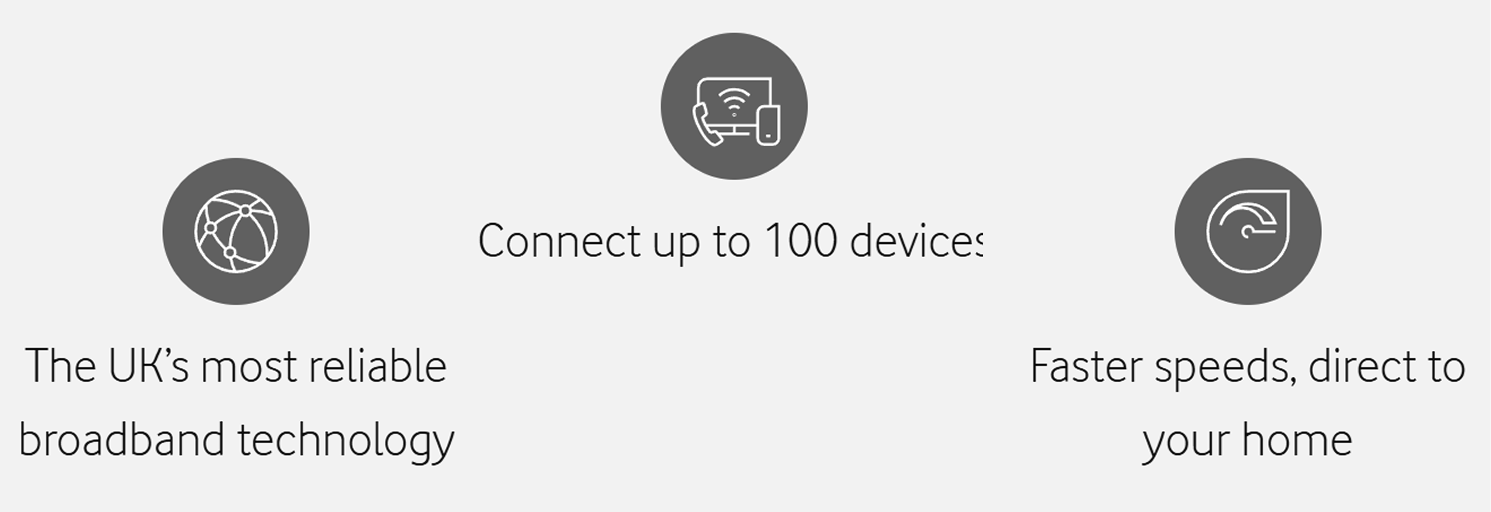 Connect up to 100 devices
The UK's most reliable
broadband technology
Faster speeds, direct to
your home